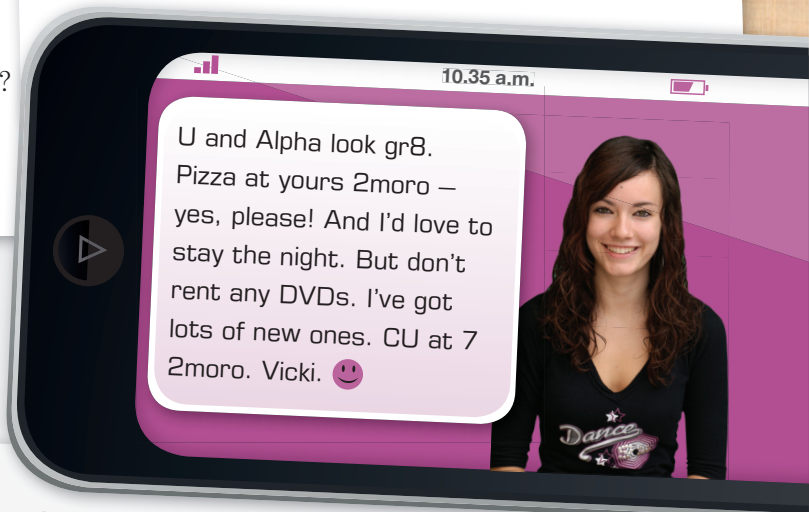 ?
10.35 a.m.
U and Alpha look gr8.
Pizza at yours 2moro –
yes, please! And I'd love to
stay the night. But don't
rent any DVDs. I've got
lots of new ones. CU at 7
2moro. Vicki.
Dance